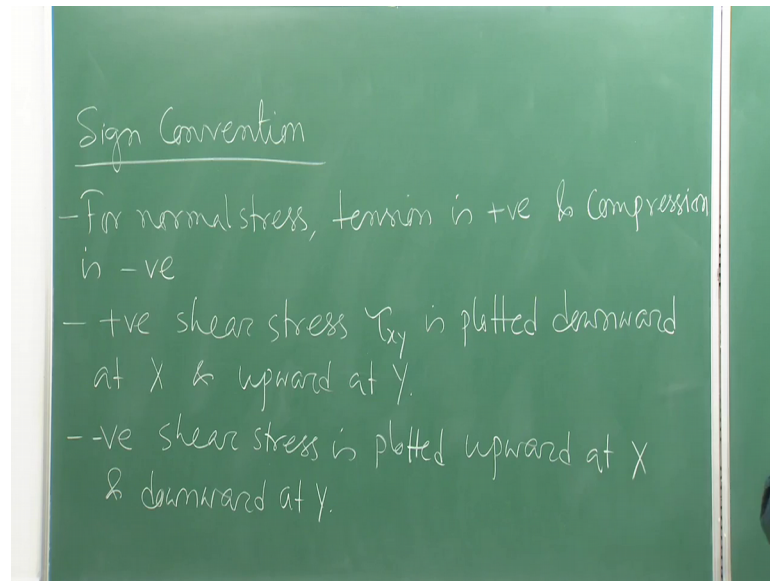 Sign Convention
- For normal stress, tension is +ve & Compression
is -ve
- +ve shear stress τxy is plotted downward
at X & upward at Y.
- -ve shear stress is plotted upward at X
& downward at Y.